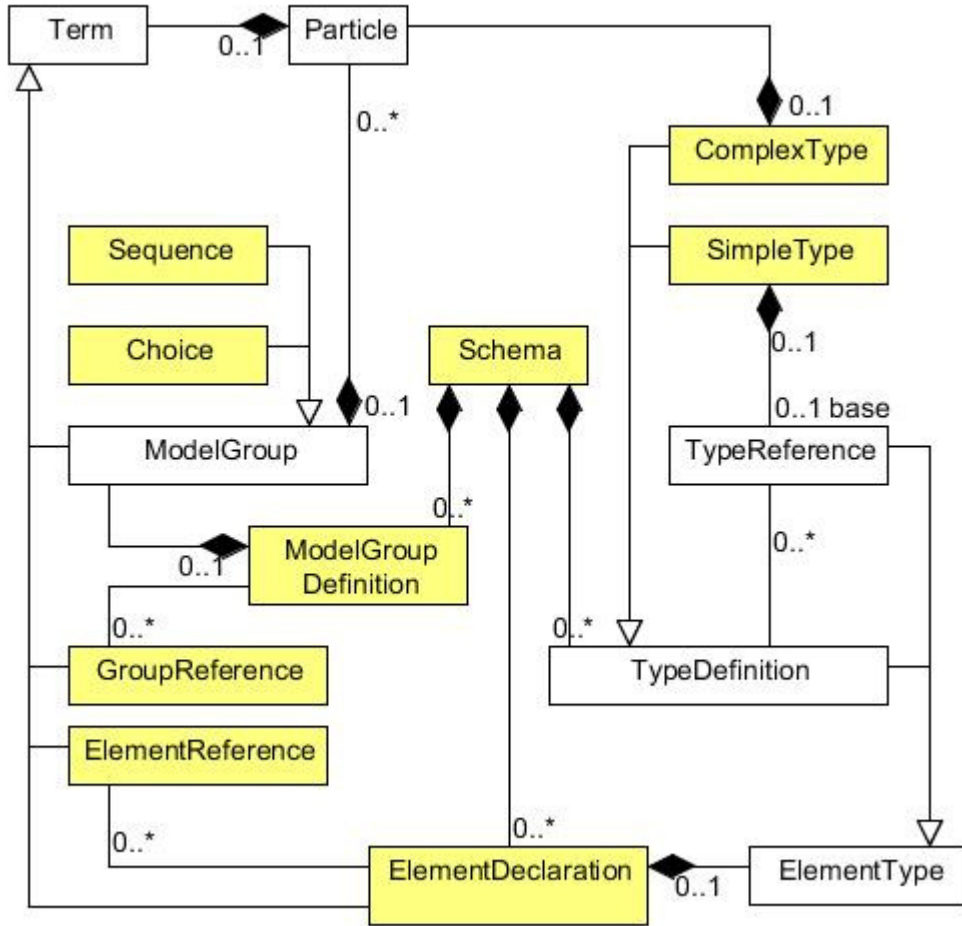 Term
Particle
0..1
0..1
0..*
ComplexType
Sequence
SimpleType
Choice
Schema
0..1
0..1
0..1 base
ModelGroup
TypeReference
0..*
ModelGroup
Definition
0..1
0..*
0..*
0..*
GroupReference
TypeDefinition
ElementReference
0..*
0..*
ElementDeclaration
0..1
ElementType